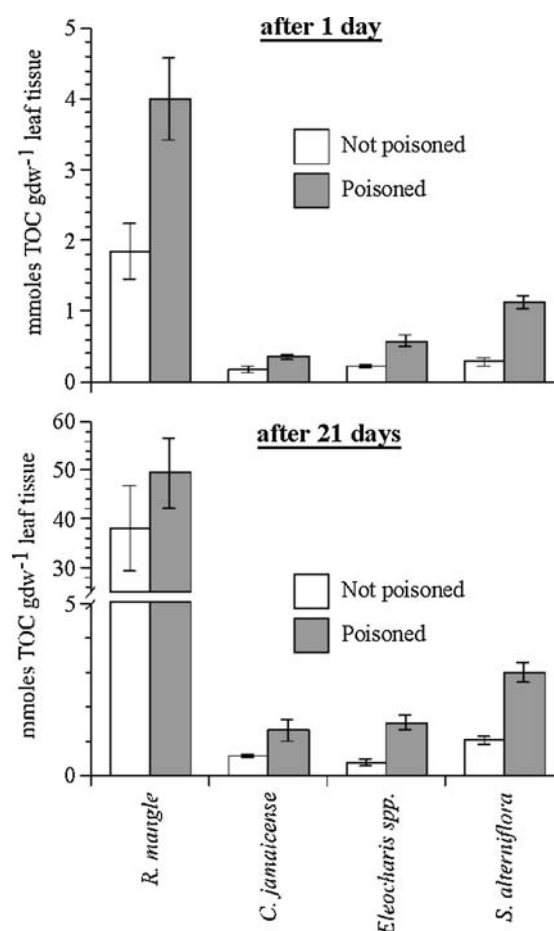 after 1 day
mmoles TOC gdw⁻¹ leaf tissue
5
4
3
2
1
0
Not poisoned
Poisoned
after 21 days
mmoles TOC gdw⁻¹ leaf tissue
60
50
40
30
5
0
Not poisoned
Poisoned
R. mangle
C. jamaicense
Eleocharis spp.
S. alterniflora